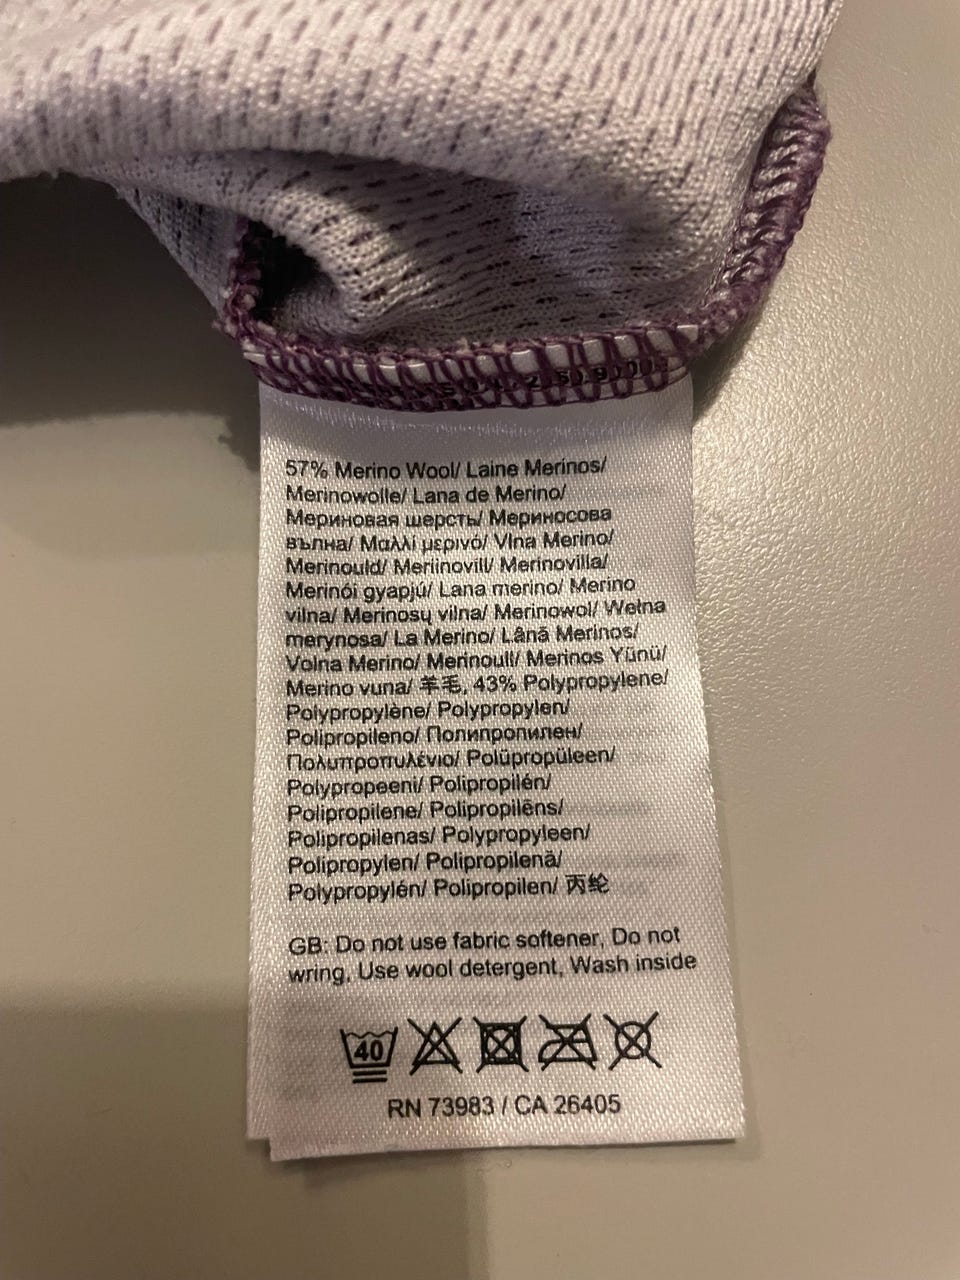 57% Merino Wool/ Laine Merinos/
Merinowolle/ Lana de Merino/
Мериновая шерсть/ Мериносова
вълна/ Μαλλί μερινό/ Vlna Merino/
Merinould/ Meriinovill/ Merinovilla/
Merinói gyapjú/ Lana merino/ Merino
vilna/ Merinosų vilna/ Merinowol/ Wełna
merynosa/ La Merino/ Lână Merinos/
Volna Merino/ Merinoull/ Merinos Yünü/
Merino vuna/ 羊毛, 43% Polypropylene/
Polypropylène/ Polypropylen/
Polipropileno/ Полипропилен/
Πολυπροπυλένιο/ Polüpropüleen/
Polypropeeni/ Polipropilén/
Polipropilene/ Polipropilēns/
Polipropilenas/ Polypropyleen/
Polipropylen/ Polipropilenă/
Polypropylén/ Polipropilen/ 丙纶
GB: Do not use fabric softener, Do not
wring, Use wool detergent, Wash inside
40
RN 73983 / CA 26405